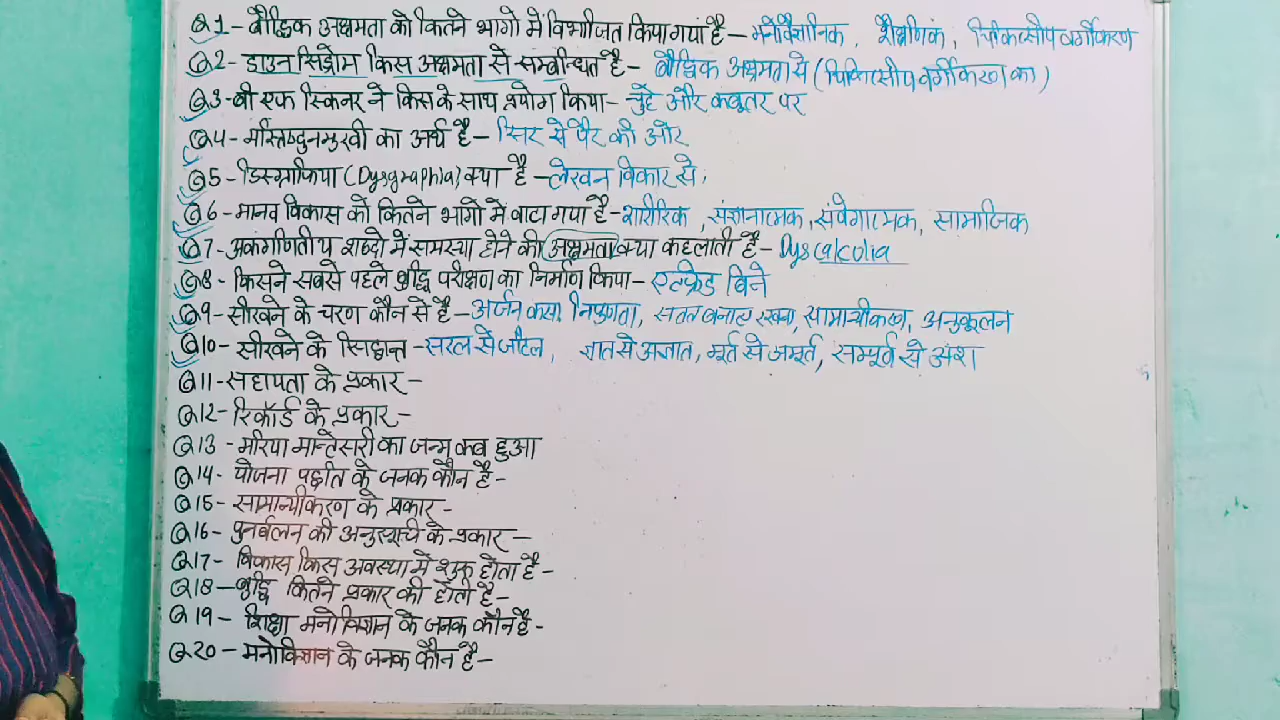 Q1- बौद्धिक अक्षमता को कितने भागो में विभाजित किया गया है- मनोवैज्ञानिक, शैक्षणिक, चिकित्सीय वर्गीकरण
Q2- डाउन सिंड्रोम किस अक्षमता से सम्बन्धित है- बौद्धिक अक्षमता से (चिकित्सीय वर्गीकरण का)
Q3- बी एफ स्किनर ने किस के साथ प्रयोग किया- चुहे और कबूतर पर
Q4- मस्तिष्दुनमुखी का अर्थ है- सिर से पैर की ओर
Q5- डिस्ग्राफिया (Dysgraphia) क्या है- लेखन विकार से,
Q6- मानव विकास को कितने भागो मे बाटा गया है- शारीरिक, संज्ञानात्मक, संवेगात्मक, सामाजिक
Q7- अकंगणितीय शब्दो में समस्या होने की अक्षमता क्या कहलाती है- Dyscalculia
Q8- किसने सबसे पहले बुद्धि परीक्षण का निर्माण किया- एल्फ्रेड बिने
Q9- सीखने के चरण कौन से है- अर्जन करना निपुणता, सतत बनाए रखना, सामान्यीकरण, अनुकूलन
Q10- सीखने के सिद्धान्त- सरल से जटिल, ज्ञात से अज्ञात, मूर्त से अमूर्त, सम्पूर्व से अंश
Q11- सहायता के प्रकार-
Q12- रिकॉर्ड के प्रकार-
Q13- मरिया मान्तेसरी का जन्म कब हुआ
Q14- योजना पद्धति के जनक कौन है-
Q15- सामान्यीकरण के प्रकार-
Q16- पुनर्बलन की अनुसूची के प्रकार-
Q17- विकास किस अवस्था में शुरू होता है-
Q18- बुद्धि कितने प्रकार की होती है-
Q19- शिक्षा मनोविज्ञान के जनक कौन है-
Q20- मनोविज्ञान के जनक कौन है-